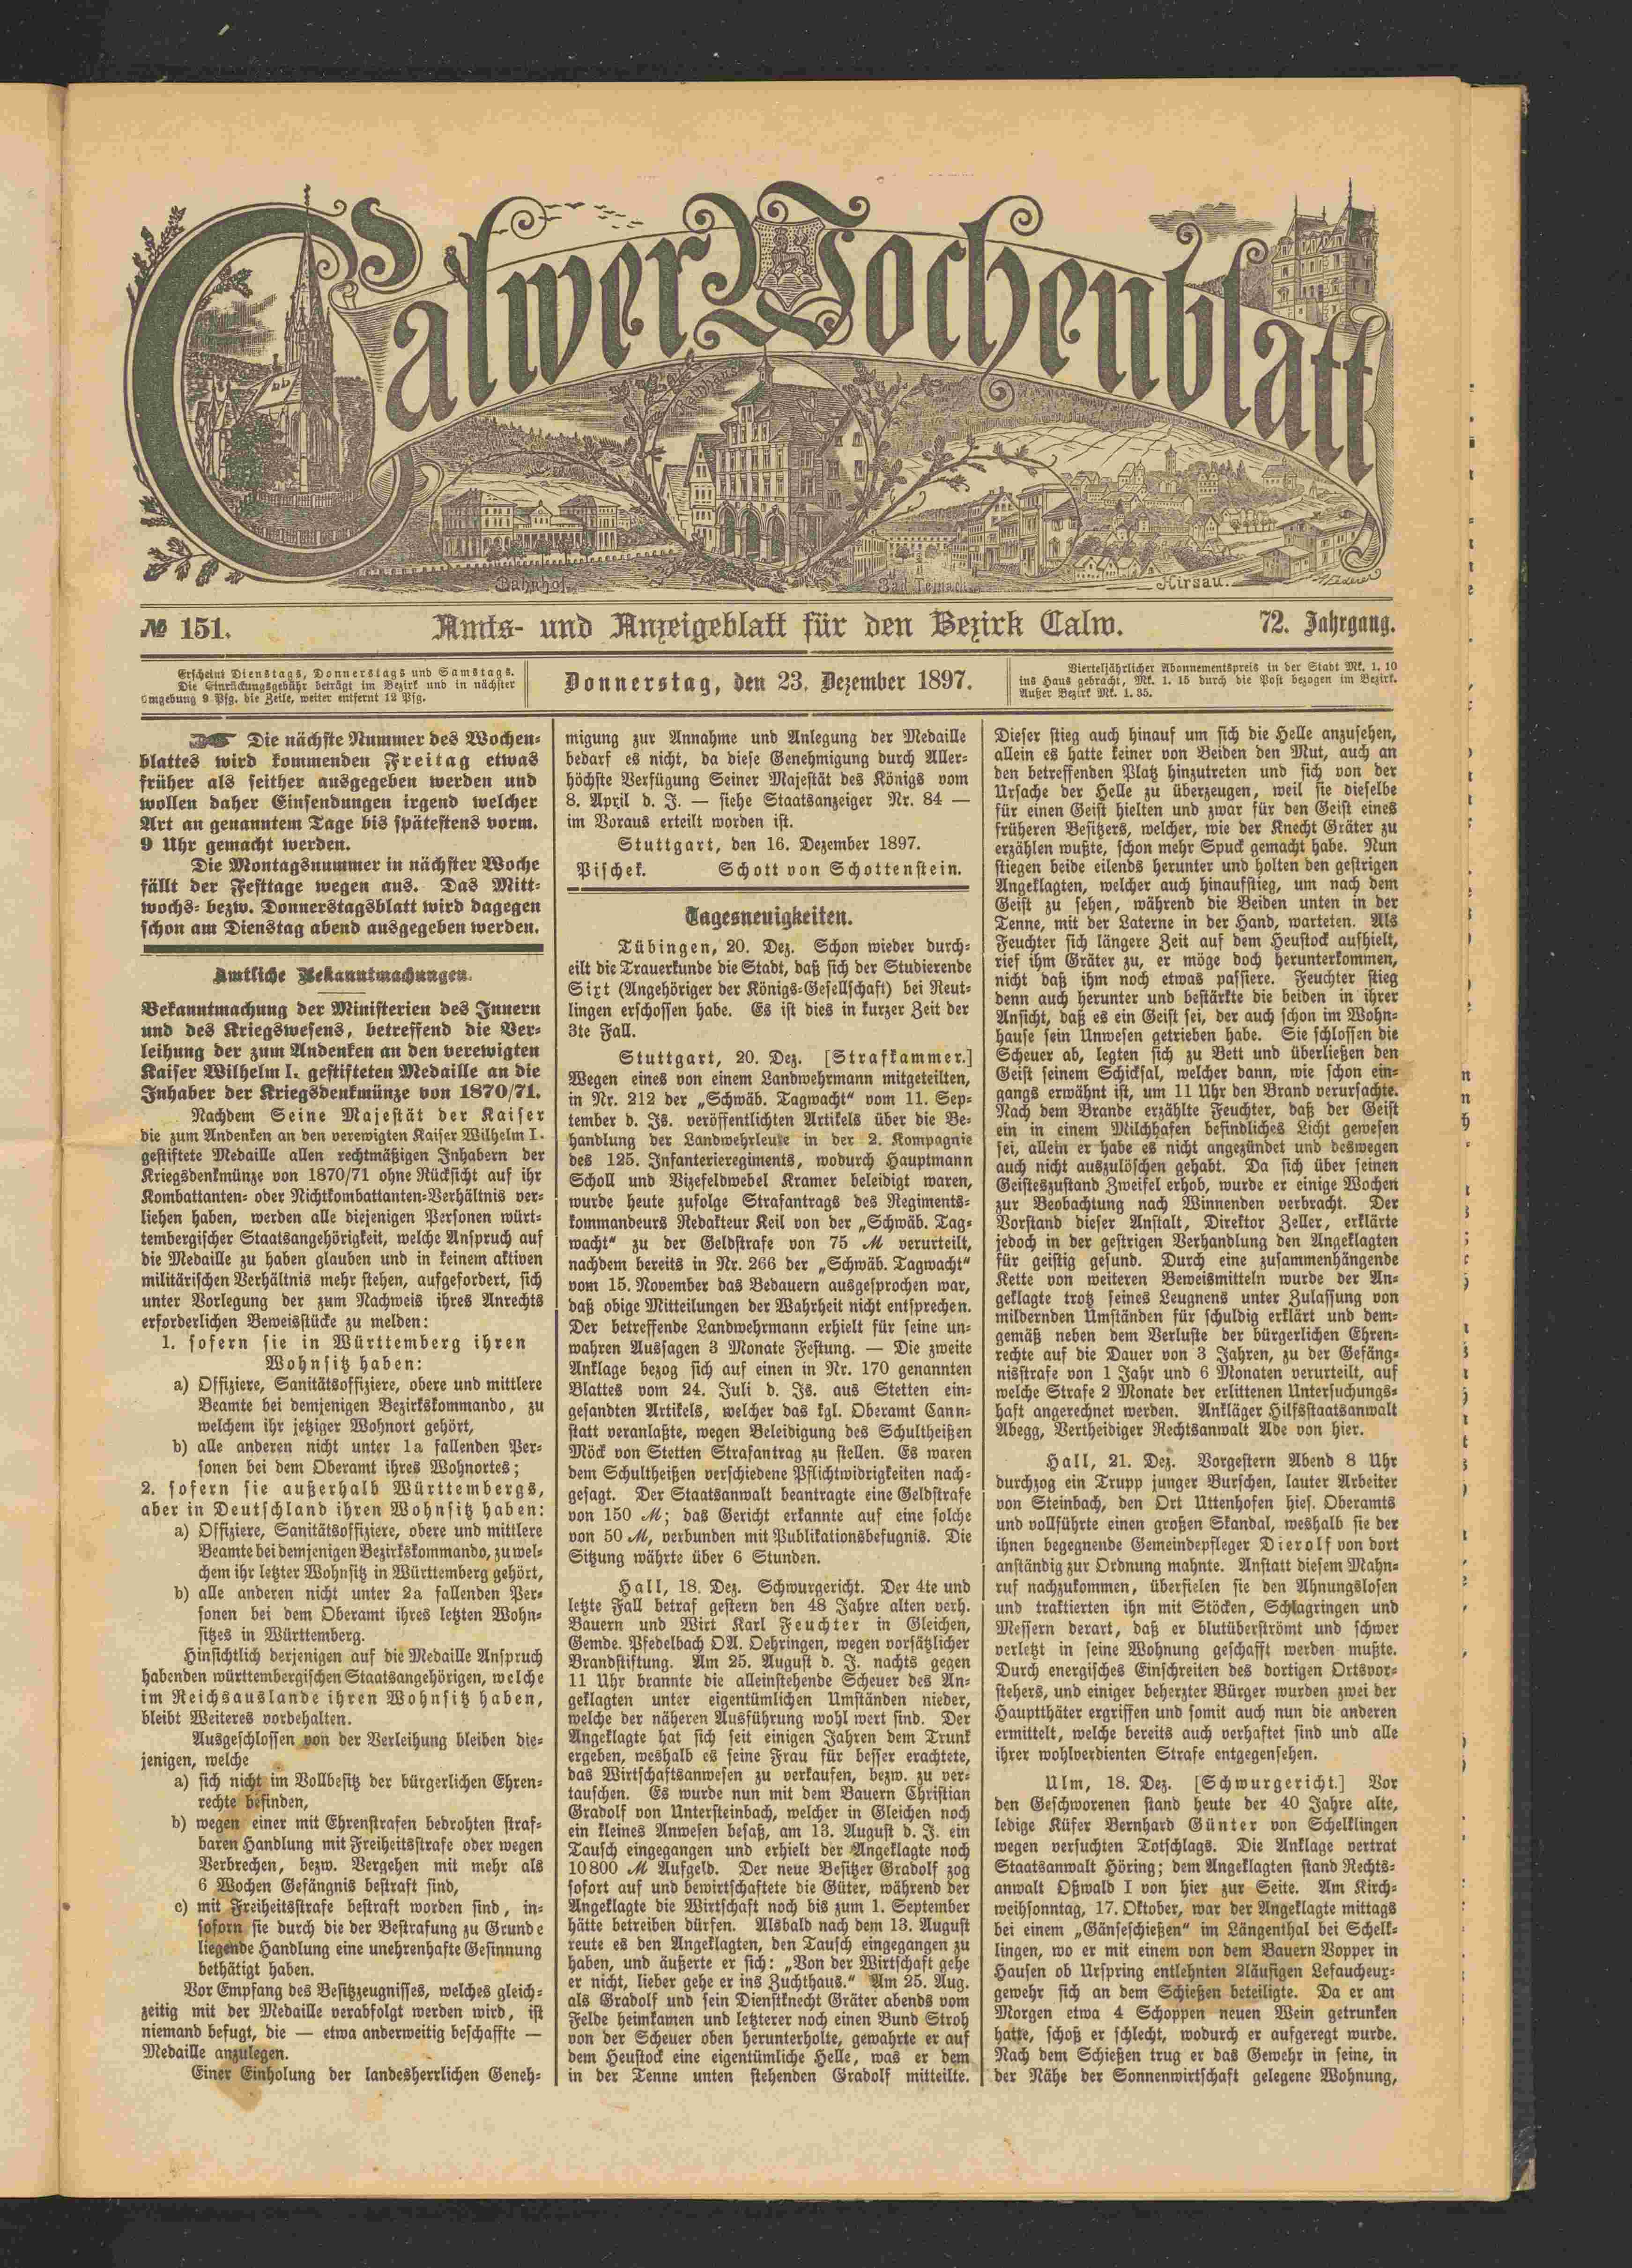 Calwer Wochenblatt
Rathhaus
Bahnhof.
Bad Teinach.
Hirsau.
№ 151.
Amts- und Anzeigeblatt für den Bezirk Calw.
72. Jahrgang.
Erscheint Dienstags, Donnerstags und Samstags.
Die Einrückungsgebühr beträgt im Bezirk und in nächster
Umgebung 9 Pfg. die Zeile, weiter entfernt 12 Pfg.
Donnerstag, den 23. Dezember 1897.
Vierteljährlicher Abonnementspreis in der Stadt Mk. 1. 10
ins Haus gebracht, Mk. 1. 15 durch die Post bezogen im Bezirk.
Außer Bezirk Mk. 1. 35.
☞ Die nächste Nummer des Wochen-
blattes wird kommenden Freitag etwas
früher als seither ausgegeben werden und
wollen daher Einsendungen irgend welcher
Art an genanntem Tage bis spätestens vorm.
9 Uhr gemacht werden.
Die Montagsnummer in nächster Woche
fällt der Festtage wegen aus. Das Mitt-
wochs- bezw. Donnerstagsblatt wird dagegen
schon am Dienstag abend ausgegeben werden.
Amtliche Bekanntmachungen.
Bekanntmachung der Ministerien des Innern
und des Kriegswesens, betreffend die Ver-
leihung der zum Andenken an den verewigten
Kaiser Wilhelm I. gestifteten Medaille an die
Inhaber der Kriegsdenkmünze von 1870/71.
Nachdem Seine Majestät der Kaiser
die zum Andenken an den verewigten Kaiser Wilhelm I.
gestiftete Medaille allen rechtmäßigen Inhabern der
Kriegsdenkmünze von 1870/71 ohne Rücksicht auf ihr
Kombattanten- oder Nichtkombattanten-Verhältnis ver-
liehen haben, werden alle diejenigen Personen würt-
tembergischer Staatsangehörigkeit, welche Anspruch auf
die Medaille zu haben glauben und in keinem aktiven
militärischen Verhältnis mehr stehen, aufgefordert, sich
unter Vorlegung der zum Nachweis ihres Anrechts
erforderlichen Beweisstücke zu melden:
1. sofern sie in Württemberg ihren
Wohnsitz haben:
a) Offiziere, Sanitätsoffiziere, obere und mittlere
Beamte bei demjenigen Bezirkskommando, zu
welchem ihr jetziger Wohnort gehört,
b) alle anderen nicht unter 1a fallenden Per-
sonen bei dem Oberamt ihres Wohnortes;
2. sofern sie außerhalb Württembergs,
aber in Deutschland ihren Wohnsitz haben:
a) Offiziere, Sanitätsoffiziere, obere und mittlere
Beamte bei demjenigen Bezirkskommando, zu wel-
chem ihr letzter Wohnsitz in Württemberg gehört,
b) alle anderen nicht unter 2a fallenden Per-
sonen bei dem Oberamt ihres letzten Wohn-
sitzes in Württemberg.
Hinsichtlich derjenigen auf die Medaille Anspruch
habenden württembergischen Staatsangehörigen, welche
im Reichsauslande ihren Wohnsitz haben,
bleibt Weiteres vorbehalten.
Ausgeschlossen von der Verleihung bleiben die-
jenigen, welche
a) sich nicht im Vollbesitz der bürgerlichen Ehren-
rechte befinden,
b) wegen einer mit Ehrenstrafen bedrohten straf-
baren Handlung mit Freiheitsstrafe oder wegen
Verbrechen, bezw. Vergehen mit mehr als
6 Wochen Gefängnis bestraft sind,
c) mit Freiheitsstrafe bestraft worden sind, in-
sofern sie durch die der Bestrafung zu Grunde
liegende Handlung eine unehrenhafte Gesinnung
bethätigt haben.
Vor Empfang des Besitzzeugnisses, welches gleich-
zeitig mit der Medaille verabfolgt werden wird, ist
niemand befugt, die — etwa anderweitig beschaffte —
Medaille anzulegen.
Einer Einholung der landesherrlichen Geneh-
migung zur Annahme und Anlegung der Medaille
bedarf es nicht, da diese Genehmigung durch Aller-
höchste Verfügung Seiner Majestät des Königs vom
8. April d. J. — siehe Staatsanzeiger Nr. 84 —
im Voraus erteilt worden ist.
Stuttgart, den 16. Dezember 1897.
Pischek. Schott von Schottenstein.
Tagesneuigkeiten.
Tübingen, 20. Dez. Schon wieder durch-
eilt die Trauerkunde die Stadt, daß sich der Studierende
Sixt (Angehöriger der Königs-Gesellschaft) bei Reut-
lingen erschossen habe. Es ist dies in kurzer Zeit der
3te Fall.
Stuttgart, 20. Dez. [Strafkammer.]
Wegen eines von einem Landwehrmann mitgeteilten,
in Nr. 212 der „Schwäb. Tagwacht“ vom 11. Sep-
tember d. Js. veröffentlichten Artikels über die Be-
handlung der Landwehrleute in der 2. Kompagnie
des 125. Infanterieregiments, wodurch Hauptmann
Scholl und Vizefeldwebel Kramer beleidigt waren,
wurde heute zufolge Strafantrags des Regiments-
kommandeurs Redakteur Keil von der „Schwäb. Tag-
wacht“ zu der Geldstrafe von 75 M verurteilt,
nachdem bereits in Nr. 266 der „Schwäb. Tagwacht“
vom 15. November das Bedauern ausgesprochen war,
daß obige Mitteilungen der Wahrheit nicht entsprechen.
Der betreffende Landwehrmann erhielt für seine un-
wahren Aussagen 3 Monate Festung. — Die zweite
Anklage bezog sich auf einen in Nr. 170 genannten
Blattes vom 24. Juli d. Js. aus Stetten ein-
gesandten Artikels, welcher das kgl. Oberamt Cann-
statt veranlaßte, wegen Beleidigung des Schultheißen
Möck von Stetten Strafantrag zu stellen. Es waren
dem Schultheißen verschiedene Pflichtwidrigkeiten nach-
gesagt. Der Staatsanwalt beantragte eine Geldstrafe
von 150 M; das Gericht erkannte auf eine solche
von 50 M, verbunden mit Publikationsbefugnis. Die
Sitzung währte über 6 Stunden.
Hall, 18. Dez. Schwurgericht. Der 4te und
letzte Fall betraf gestern den 48 Jahre alten verh.
Bauern und Wirt Karl Feuchter in Gleichen,
Gemde. Pfedelbach OA. Oehringen, wegen vorsätzlicher
Brandstiftung. Am 25. August d. J. nachts gegen
11 Uhr brannte die alleinstehende Scheuer des An-
geklagten unter eigentümlichen Umständen nieder,
welche der näheren Ausführung wohl wert sind. Der
Angeklagte hat sich seit einigen Jahren dem Trunk
ergeben, weshalb es seine Frau für besser erachtete,
das Wirtschaftsanwesen zu verkaufen, bezw. zu ver-
tauschen. Es wurde nun mit dem Bauern Christian
Gradolf von Untersteinbach, welcher in Gleichen noch
ein kleines Anwesen besaß, am 13. August d. J. ein
Tausch eingegangen und erhielt der Angeklagte noch
10800 M Aufgeld. Der neue Besitzer Gradolf zog
sofort auf und bewirtschaftete die Güter, während der
Angeklagte die Wirtschaft noch bis zum 1. September
hätte betreiben dürfen. Alsbald nach dem 13. August
reute es den Angeklagten, den Tausch eingegangen zu
haben, und äußerte er sich: „Von der Wirtschaft gehe
er nicht, lieber gehe er ins Zuchthaus.“ Am 25. Aug.
als Gradolf und sein Dienstknecht Gräter abends vom
Felde heimkamen und letzterer noch einen Bund Stroh
von der Scheuer oben herunterholte, gewahrte er auf
dem Heustock eine eigentümliche Helle, was er dem
in der Tenne unten stehenden Gradolf mitteilte.
Dieser stieg auch hinauf um sich die Helle anzusehen,
allein es hatte keiner von Beiden den Mut, auch an
den betreffenden Platz hinzutreten und sich von der
Ursache der Helle zu überzeugen, weil sie dieselbe
für einen Geist hielten und zwar für den Geist eines
früheren Besitzers, welcher, wie der Knecht Gräter zu
erzählen wußte, schon mehr Spuck gemacht habe. Nun
stiegen beide eilends herunter und holten den gestrigen
Angeklagten, welcher auch hinaufstieg, um nach dem
Geist zu sehen, während die Beiden unten in der
Tenne, mit der Laterne in der Hand, warteten. Als
Feuchter sich längere Zeit auf dem Heustock aufhielt,
rief ihm Gräter zu, er möge doch herunterkommen,
nicht daß ihm noch etwas passiere. Feuchter stieg
denn auch herunter und bestärkte die beiden in ihrer
Ansicht, daß es ein Geist sei, der auch schon im Wohn-
hause sein Unwesen getrieben habe. Sie schlossen die
Scheuer ab, legten sich zu Bett und überließen den
Geist seinem Schicksal, welcher dann, wie schon ein-
gangs erwähnt ist, um 11 Uhr den Brand verursachte.
Nach dem Brande erzählte Feuchter, daß der Geist
ein in einem Milchhafen befindliches Licht gewesen
sei, allein er habe es nicht angezündet und deswegen
auch nicht auszulöschen gehabt. Da sich über seinen
Geisteszustand Zweifel erhob, wurde er einige Wochen
zur Beobachtung nach Winnenden verbracht. Der
Vorstand dieser Anstalt, Direktor Zeller, erklärte
jedoch in der gestrigen Verhandlung den Angeklagten
für geistig gesund. Durch eine zusammenhängende
Kette von weiteren Beweismitteln wurde der An-
geklagte trotz seines Leugnens unter Zulassung von
mildernden Umständen für schuldig erklärt und dem-
gemäß neben dem Verluste der bürgerlichen Ehren-
rechte auf die Dauer von 3 Jahren, zu der Gefäng-
nisstrafe von 1 Jahr und 6 Monaten verurteilt, auf
welche Strafe 2 Monate der erlittenen Untersuchungs-
haft angerechnet werden. Ankläger Hilfsstaatsanwalt
Abegg, Vertheidiger Rechtsanwalt Ade von hier.
Hall, 21. Dez. Vorgestern Abend 8 Uhr
durchzog ein Trupp junger Burschen, lauter Arbeiter
von Steinbach, den Ort Uttenhofen hies. Oberamts
und vollführte einen großen Skandal, weshalb sie der
ihnen begegnende Gemeindepfleger Dierolf von dort
anständig zur Ordnung mahnte. Anstatt diesem Mahn-
ruf nachzukommen, überfielen sie den Ahnungslosen
und traktierten ihn mit Stöcken, Schlagringen und
Messern derart, daß er blutüberströmt und schwer
verletzt in seine Wohnung geschafft werden mußte.
Durch energisches Einschreiten des dortigen Ortsvor-
stehers, und einiger beherzter Bürger wurden zwei der
Hauptthäter ergriffen und somit auch nun die anderen
ermittelt, welche bereits auch verhaftet sind und alle
ihrer wohlverdienten Strafe entgegensehen.
Ulm, 18. Dez. [Schwurgericht.] Vor
den Geschworenen stand heute der 40 Jahre alte,
ledige Küfer Bernhard Günter von Schelklingen
wegen versuchten Totschlags. Die Anklage vertrat
Staatsanwalt Höring; dem Angeklagten stand Rechts-
anwalt Oßwald I von hier zur Seite. Am Kirch-
weihsonntag, 17. Oktober, war der Angeklagte mittags
bei einem „Gänseschießen“ im Längenthal bei Schelk-
lingen, wo er mit einem von dem Bauern Vopper in
Hausen ob Urspring entlehnten 2läufigen Lefaucheux-
gewehr sich an dem Schießen beteiligte. Da er am
Morgen etwa 4 Schoppen neuen Wein getrunken
hatte, schoß er schlecht, wodurch er aufgeregt wurde.
Nach dem Schießen trug er das Gewehr in seine, in
der Nähe der Sonnenwirtschaft gelegene Wohnung,